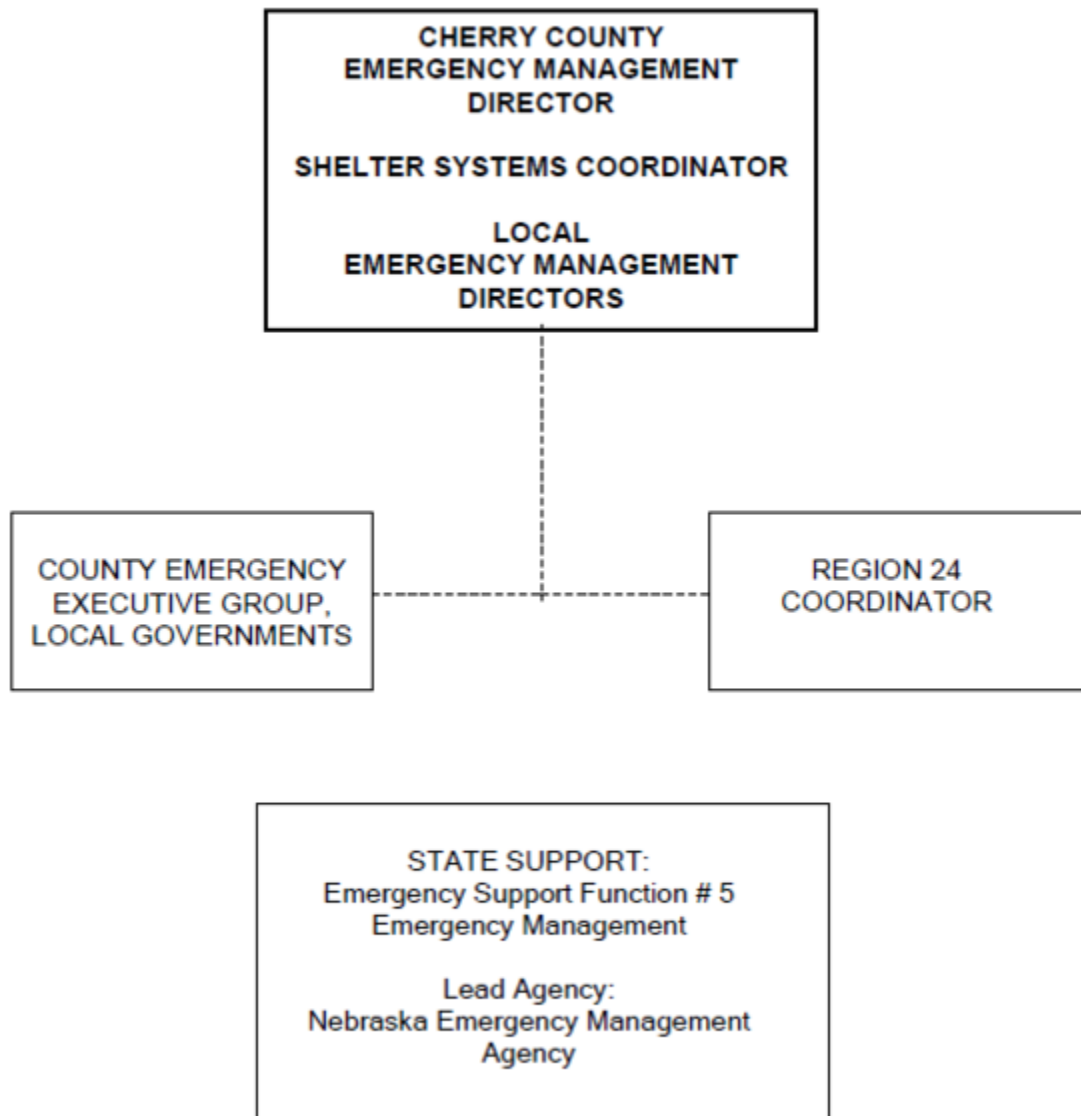 CHERRY COUNTY
EMERGENCY MANAGEMENT
DIRECTOR
SHELTER SYSTEMS COORDINATOR
LOCAL
EMERGENCY MANAGEMENT
DIRECTORS
COUNTY EMERGENCY
EXECUTIVE GROUP,
LOCAL GOVERNMENTS
REGION 24
COORDINATOR
STATE SUPPORT:
Emergency Support Function # 5
Emergency Management
Lead Agency:
Nebraska Emergency Management
Agency